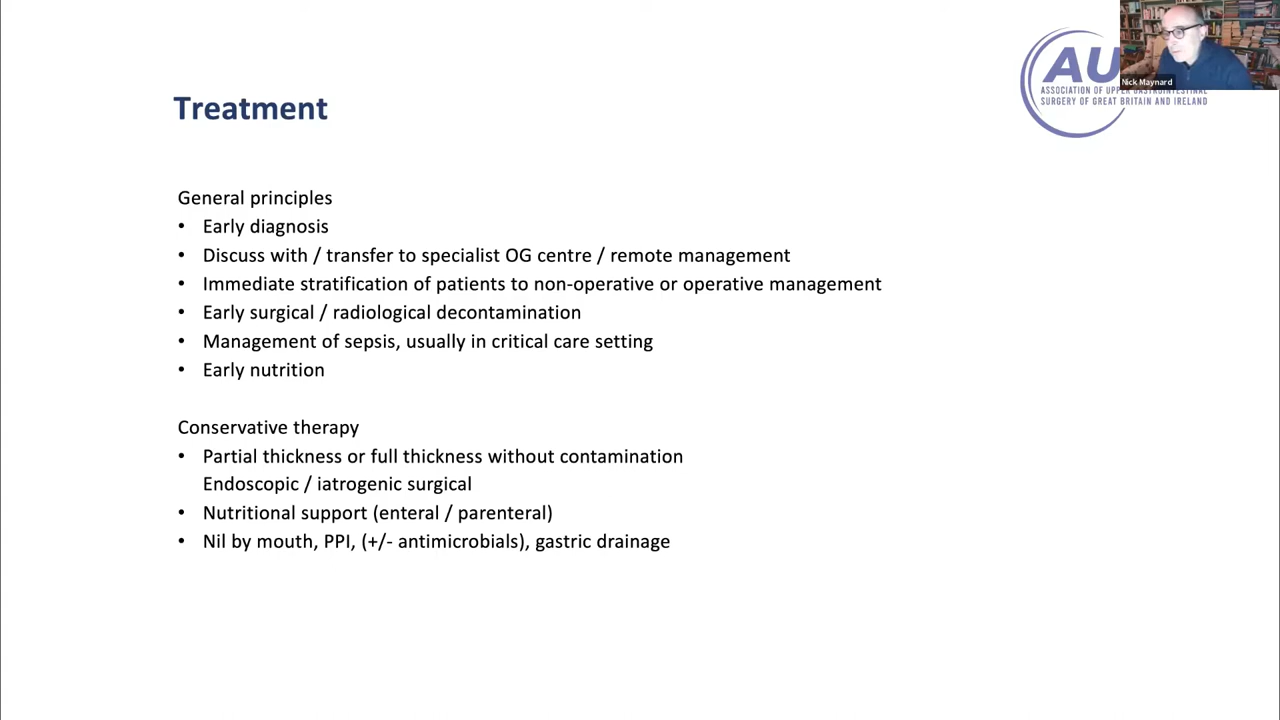 AU
Nick Maynard
ASSOCIATION OF UPPER GASTROINTESTINAL
SURGERY OF GREAT BRITAIN AND IRELAND
Treatment
General principles
• Early diagnosis
• Discuss with / transfer to specialist OG centre / remote management
• Immediate stratification of patients to non-operative or operative management
• Early surgical / radiological decontamination
• Management of sepsis, usually in critical care setting
• Early nutrition
Conservative therapy
• Partial thickness or full thickness without contamination
Endoscopic / iatrogenic surgical
• Nutritional support (enteral / parenteral)
• Nil by mouth, PPI, (+/- antimicrobials), gastric drainage